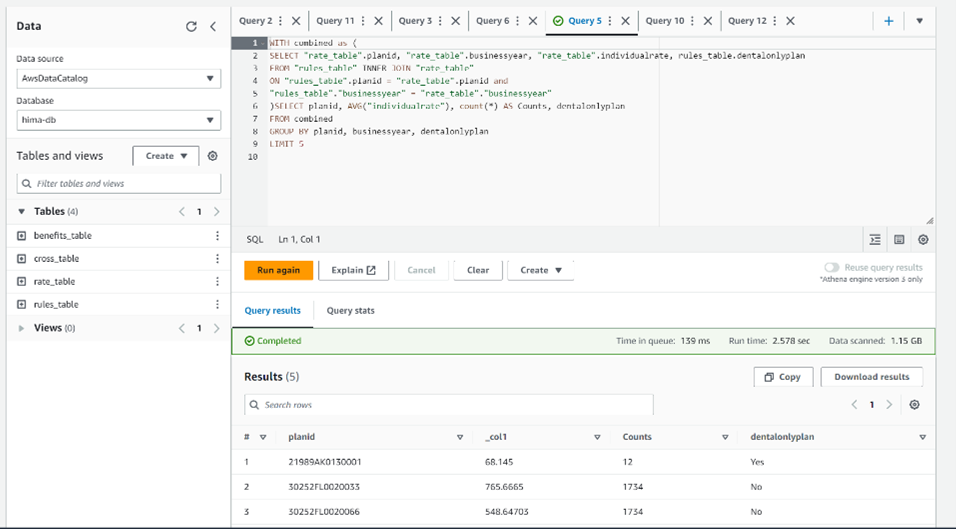 Data
Data source
AwsDataCatalog
Database
hima-db
Tables and views
Create
Filter tables and views
Tables (4)
1
benefits_table
cross_table
rate_table
rules_table
Views (0)
1
Query 2
Query 11
Query 3
Query 6
Query 5
Query 10
Query 12
1 WITH combined as (
2 SELECT "rate_table".planid, "rate_table".businessyear, "rate_table".individualrate, rules_table.dentalonlyplan
3 FROM "rules_table" INNER JOIN "rate_table"
4 ON "rules_table".planid = "rate_table".planid and
5 "rules_table"."businessyear" = "rate_table"."businessyear"
6 )SELECT planid, AVG("individualrate"), count(*) AS Counts, dentalonlyplan
7 FROM combined
8 GROUP BY planid, businessyear, dentalonlyplan
9 LIMIT 5
10
SQL Ln 1, Col 1
Run again
Explain
Cancel
Clear
Create
Reuse query results
*Athena engine version 3 only
Query results
Query stats
Completed
Time in queue: 139 ms
Run time: 2.578 sec
Data scanned: 1.15 GB
Results (5)
Copy
Download results
Search rows
1
# planid _col1 Counts dentalonlyplan
1 21989AK0130001 68.145 12 Yes
2 30252FL0020033 765.6665 1734 No
3 30252FL0020066 548.64703 1734 No